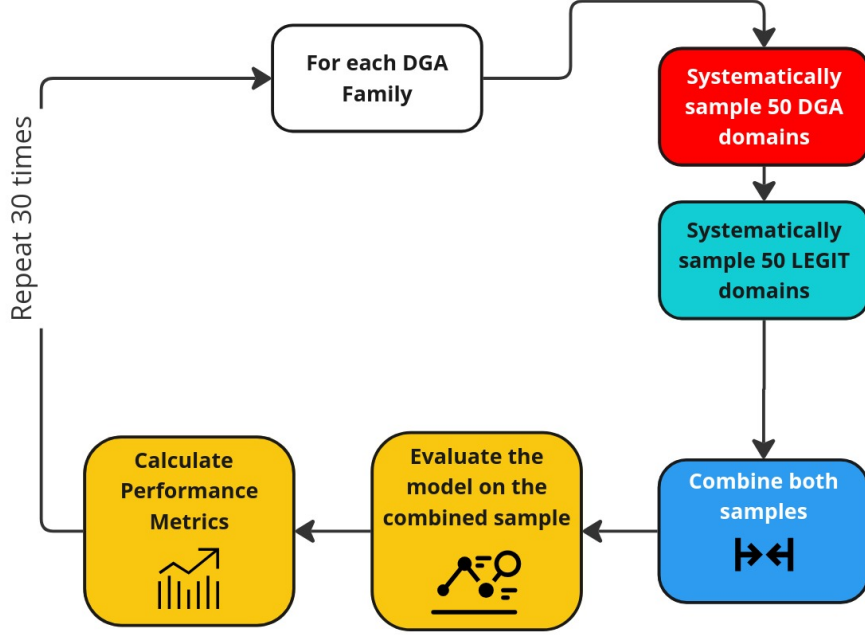 For each DGA
Family
Systematically
sample 50 DGA
domains
Systematically
sample 50 LEGIT
domains
Combine both
samples
Evaluate the
model on the
combined sample
Calculate
Performance
Metrics
Repeat 30 times